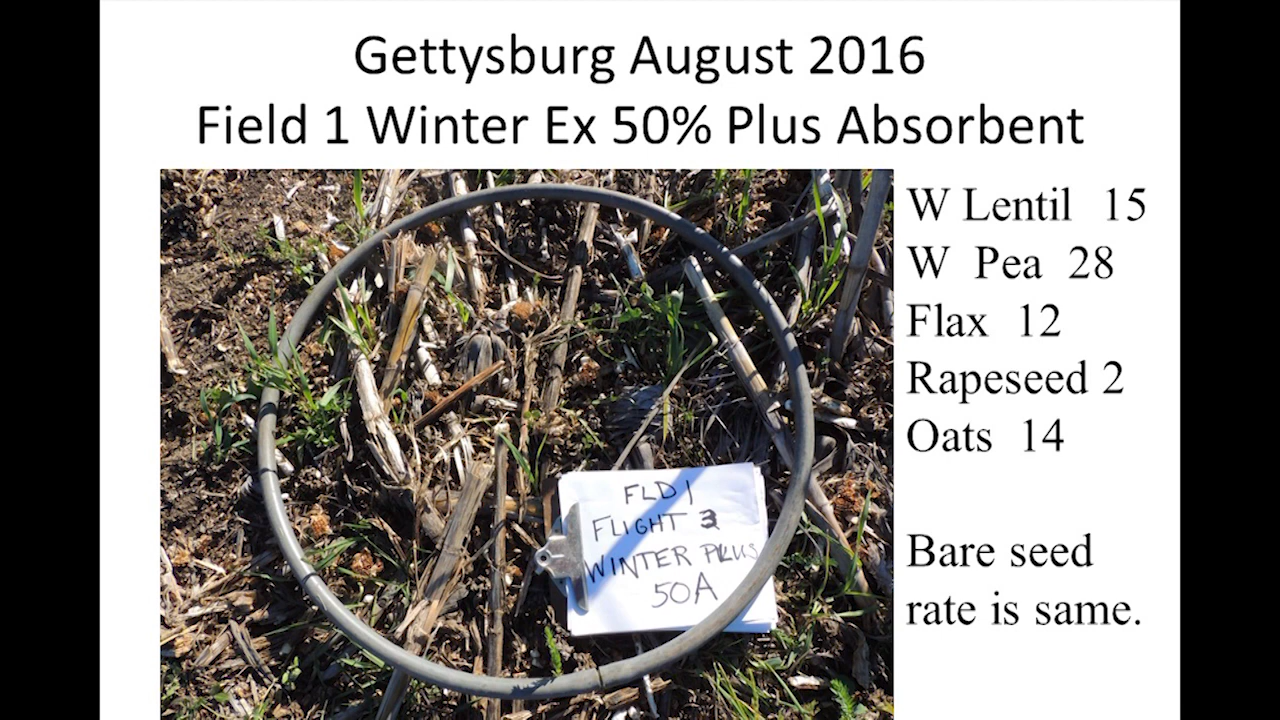 Gettysburg August 2016
Field 1 Winter Ex 50% Plus Absorbent
W Lentil 15
W Pea 28
Flax 12
Rapeseed 2
Oats 14
Bare seed
rate is same.
FLD 1
FLIGHT 3
WINTER PLUS
50A